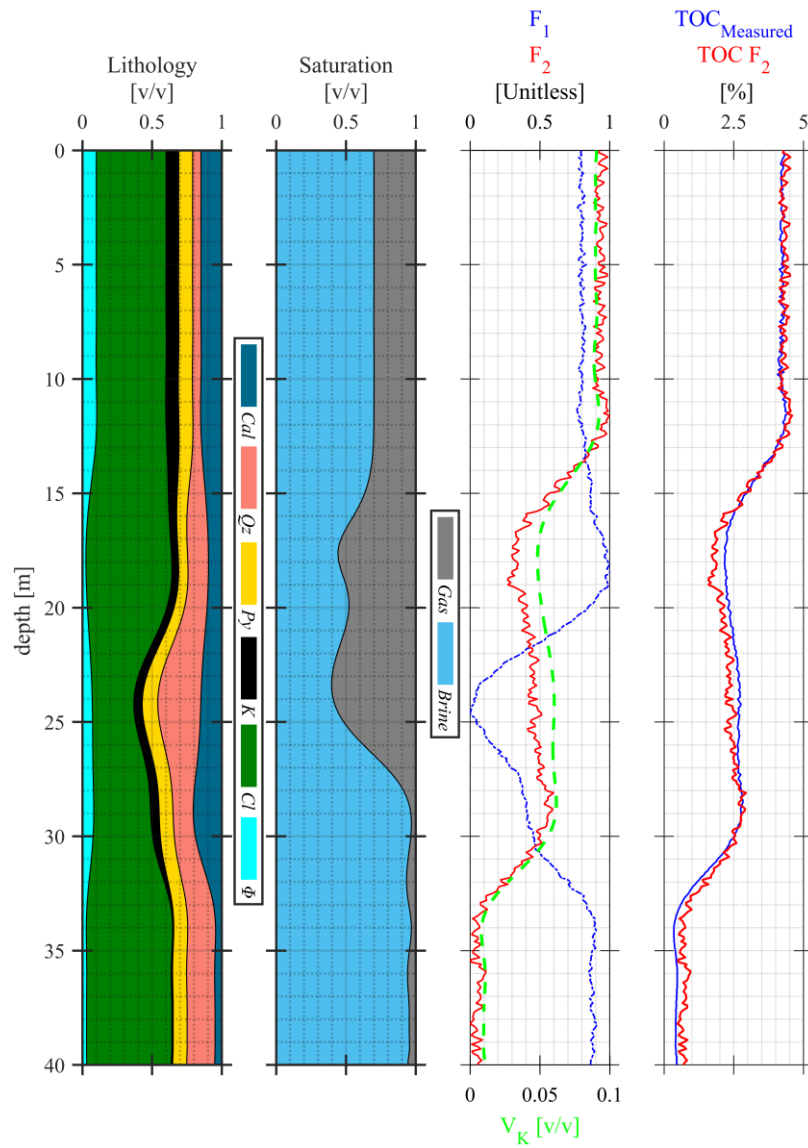 F1
TOCMeasured
F2
TOC F2
Lithology
Saturation
[v/v]
[v/v]
[Unitless]
[%]
0 0.5 1
0 0.5 1
0 0.5 1
0 2.5 5
depth [m]
0
5
10
15
20
25
30
35
40
Cal
Qz
Py
K
Cl
Φ
Gas
Brine
0 0.05 0.1
VK [v/v]